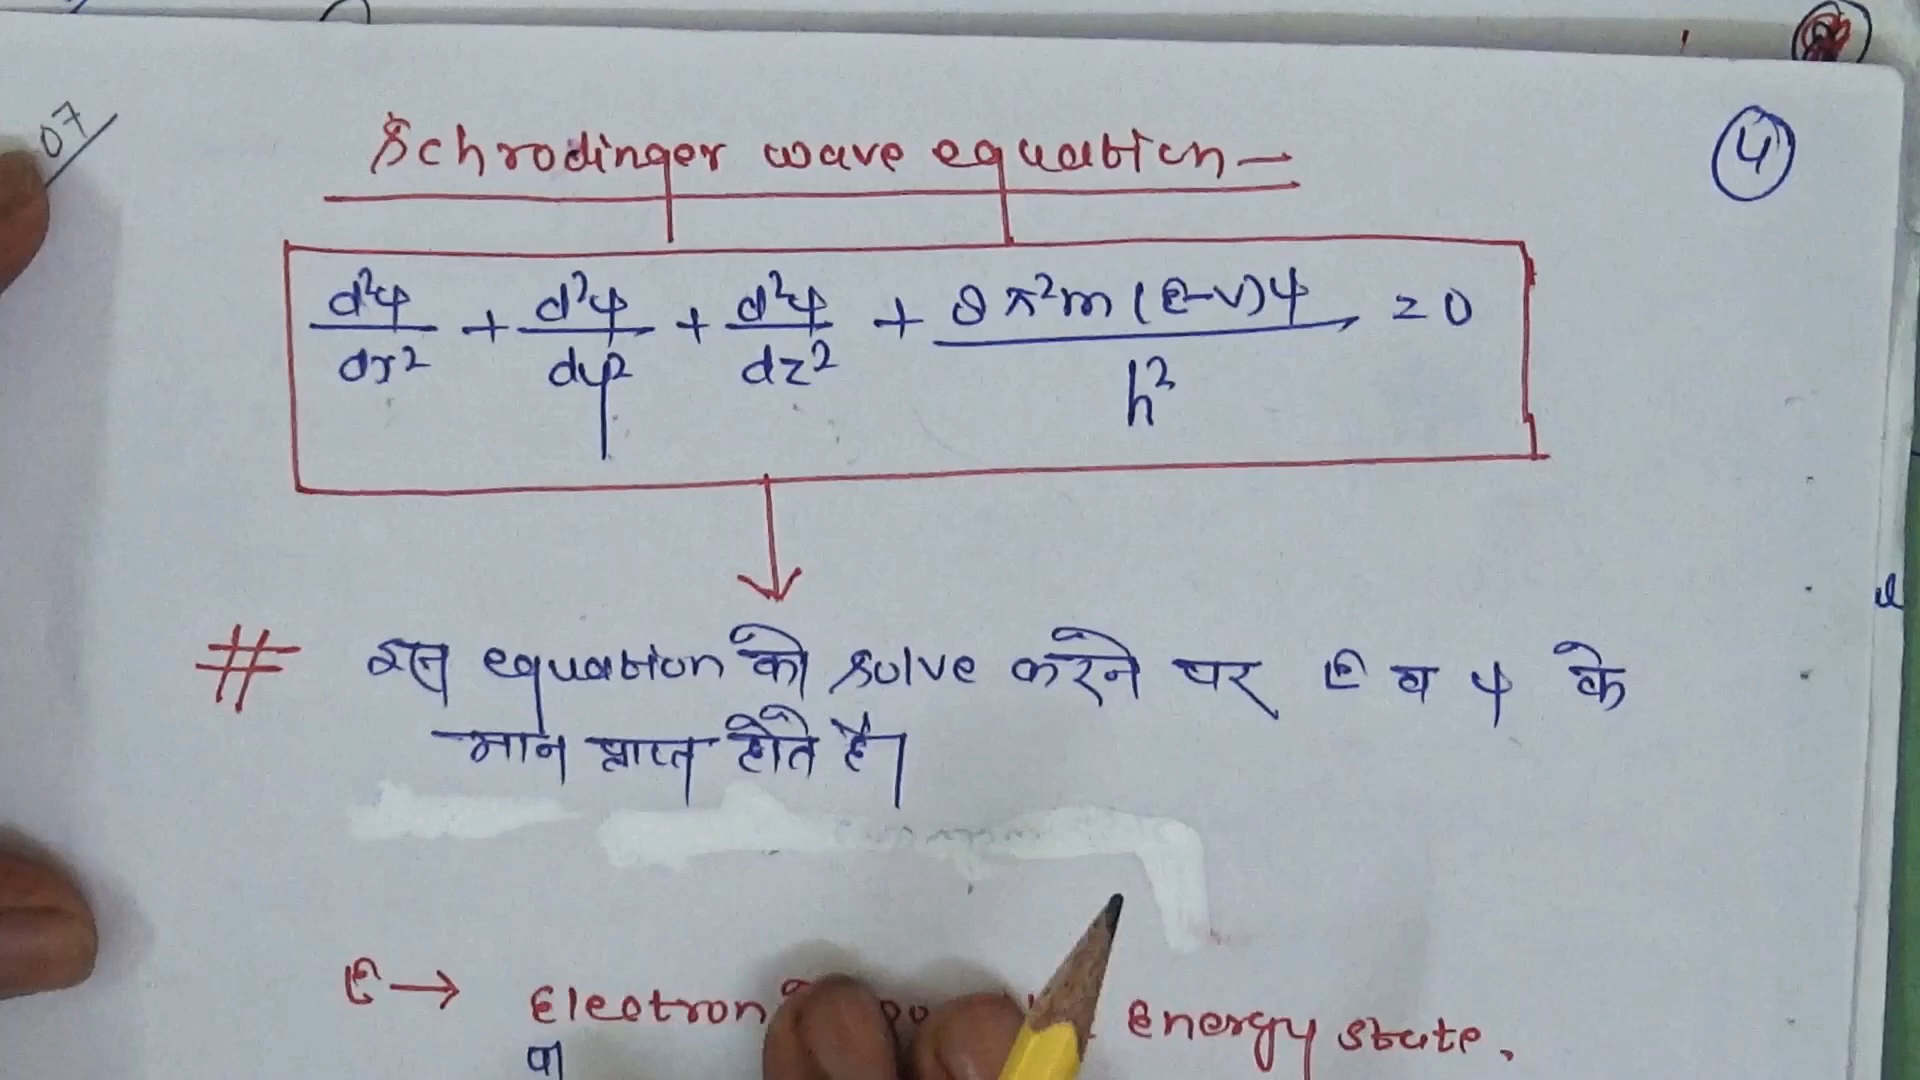 07
Schrodinger wave equation –
4
d²ψ/dx² + d²ψ/dy² + d²ψ/dz² + 8π²m(E-V)ψ/h² = 0
# इस equation को solve करने पर E व ψ के
मान प्राप्त होते है।
E → Electron energy state.
या